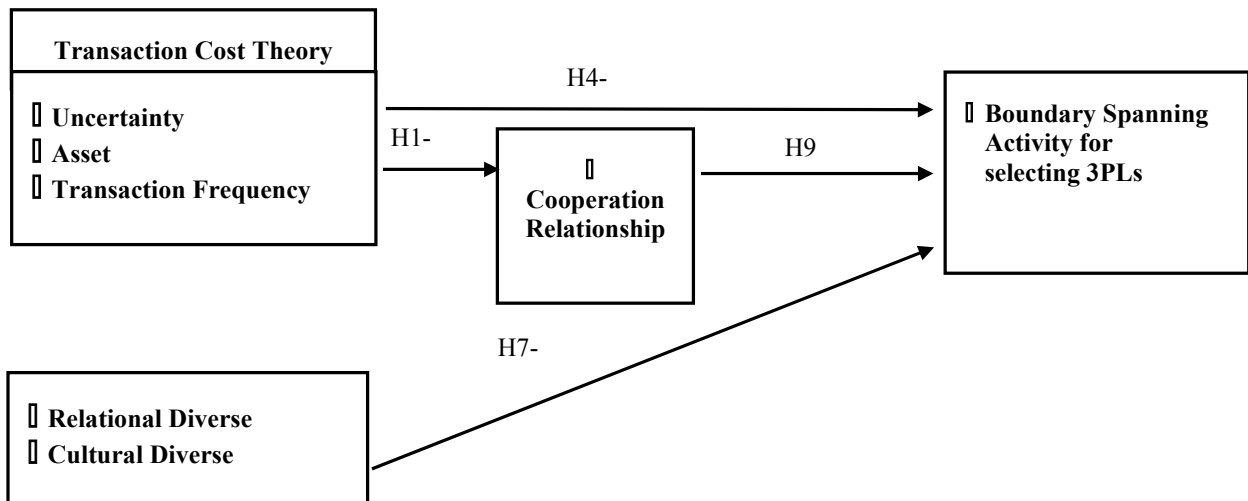 Transaction Cost Theory
▯ Uncertainty
▯ Asset
▯ Transaction Frequency
H4-
H1-
▯
Cooperation
Relationship
H9
▯ Boundary Spanning
Activity for
selecting 3PLs
H7-
▯ Relational Diverse
▯ Cultural Diverse